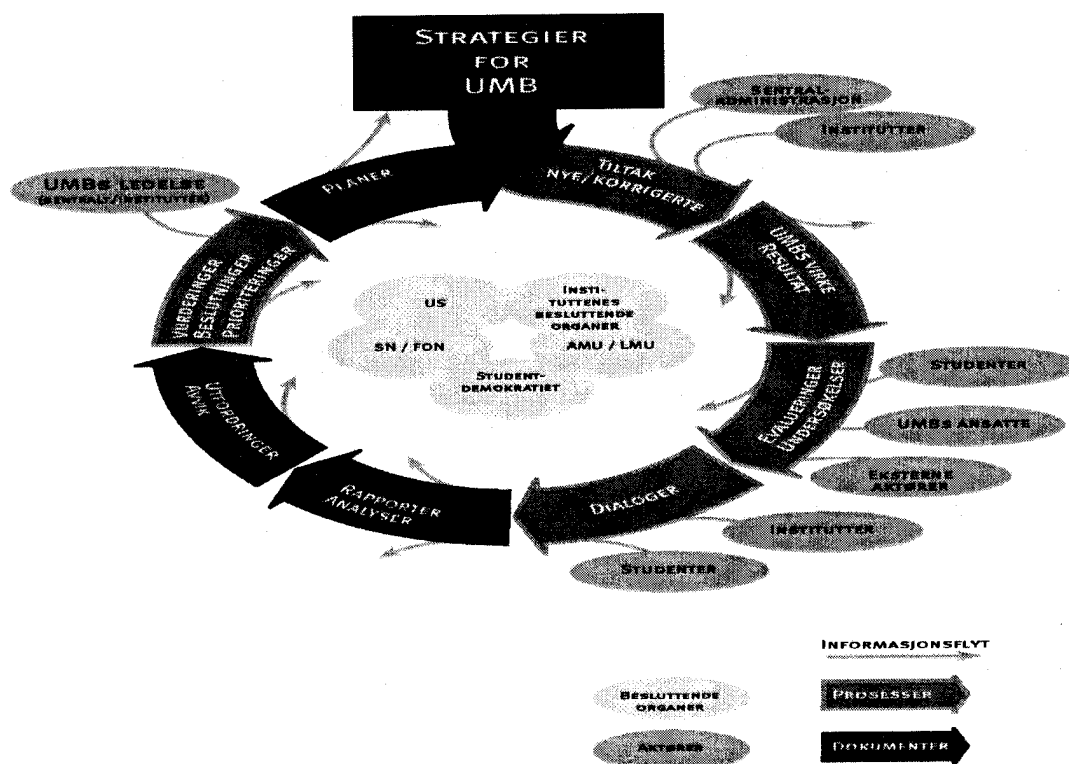 STRATEGIER
FOR
UMB
SENTRAL-
ADMINISTRASJON
INSTITUTTER
UMBS LEDELSE
(SENTRALT/INSTITUTTER)
PLANER
TILTAK
NYE/KORRIGERTE
UMBS VIRKE
RESULTAT
VURDERINGER
BESLUTNINGER
PRIORITERINGER
US
INSTI-
TUTTENES
BESLUTTENDE
ORGANER
SN / FON
AMU / LMU
STUDENT-
DEMOKRATIET
STUDENTER
EVALUERINGER
UNDERSØKELSER
UMBS ANSATTE
EKSTERNE
AKTØRER
UTFORDRINGER
AVVIK
RAPPORTER
ANALYSER
DIALOGER
INSTITUTTER
STUDENTER
INFORMASJONSFLYT
BESLUTTENDE
ORGANER
PROSESSER
AKTØRER
DOKUMENTER